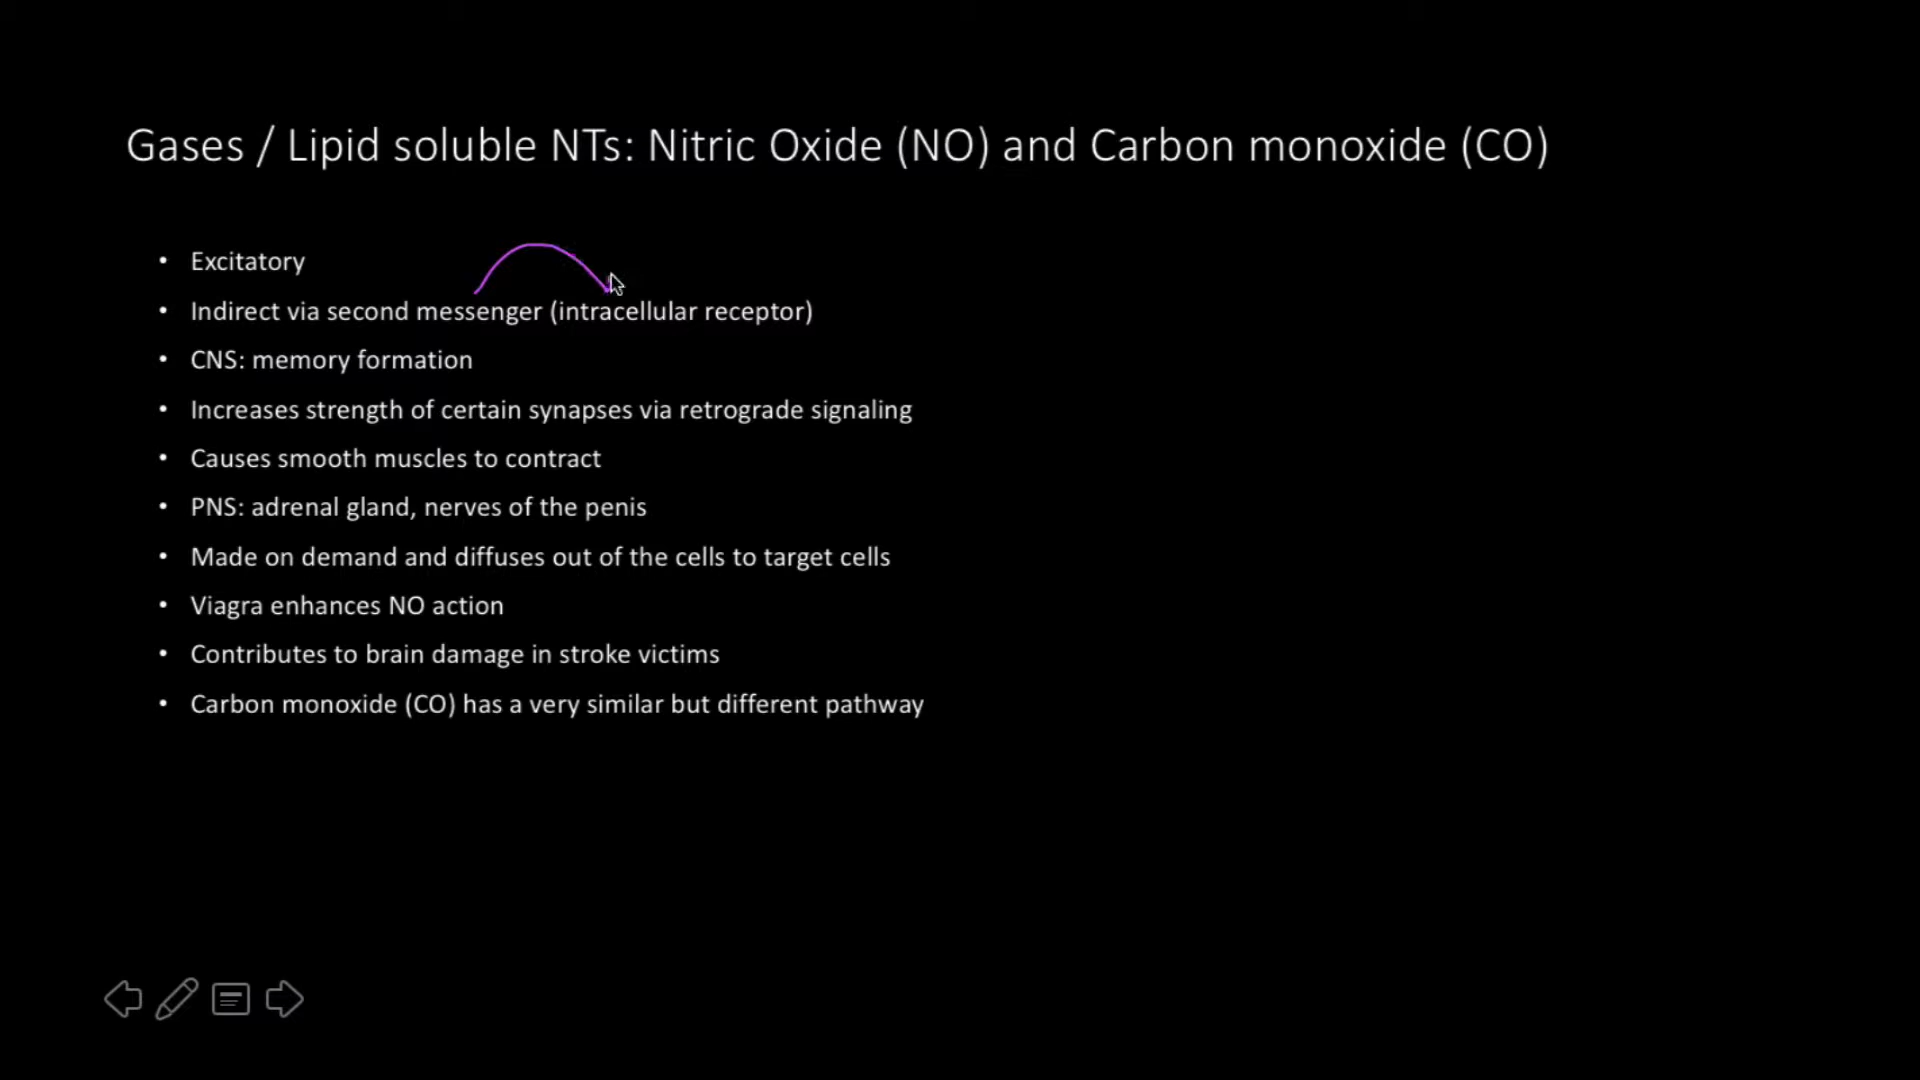 Gases / Lipid soluble NTs: Nitric Oxide (NO) and Carbon monoxide (CO)
• Excitatory
• Indirect via second messenger (intracellular receptor)
• CNS: memory formation
• Increases strength of certain synapses via retrograde signaling
• Causes smooth muscles to contract
• PNS: adrenal gland, nerves of the penis
• Made on demand and diffuses out of the cells to target cells
• Viagra enhances NO action
• Contributes to brain damage in stroke victims
• Carbon monoxide (CO) has a very similar but different pathway